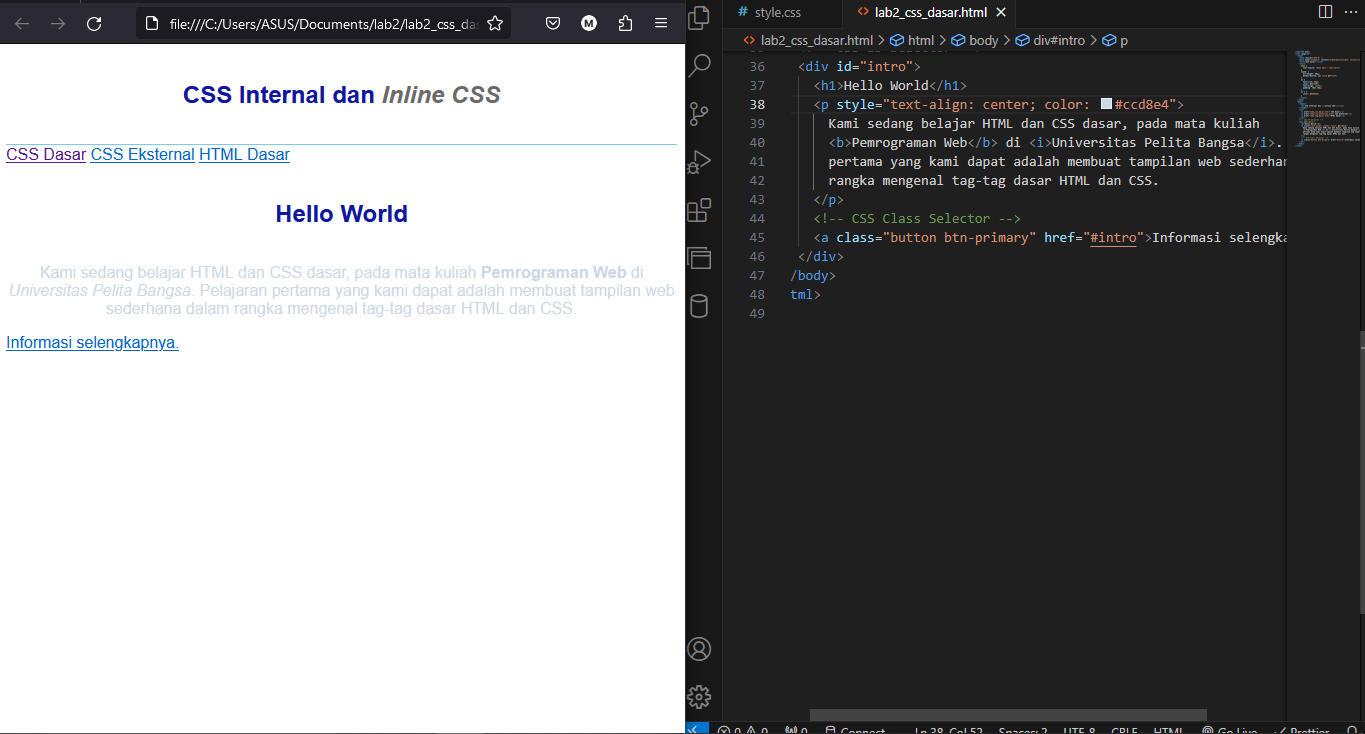 file:///C:/Users/ASUS/Documents/lab2/lab2_css_das
M
CSS Internal dan Inline CSS
CSS Dasar CSS Eksternal HTML Dasar
Hello World
Kami sedang belajar HTML dan CSS dasar, pada mata kuliah Pemrograman Web di
Universitas Pelita Bangsa. Pelajaran pertama yang kami dapat adalah membuat tampilan web
sederhana dalam rangka mengenal tag-tag dasar HTML dan CSS.
Informasi selengkapnya.
# style.css <> lab2_css_dasar.html ×
<> lab2_css_dasar.html > html > body > div#intro > p
36 <div id="intro">
37 <h1>Hello World</h1>
38 <p style="text-align: center; color: #ccd8e4">
39 Kami sedang belajar HTML dan CSS dasar, pada mata kuliah
40 <b>Pemrograman Web</b> di <i>Universitas Pelita Bangsa</i>.
41 pertama yang kami dapat adalah membuat tampilan web sederhan
42 rangka mengenal tag-tag dasar HTML dan CSS.
43 </p>
44 <!-- CSS Class Selector -->
45 <a class="button btn-primary" href="#intro">Informasi selengka
46 </div>
47 /body>
48 tml>
49
0 0 0 Connect Ln 38, Col 52 Spaces: 2 UTF-8 CRLF HTML Go Live Prettier